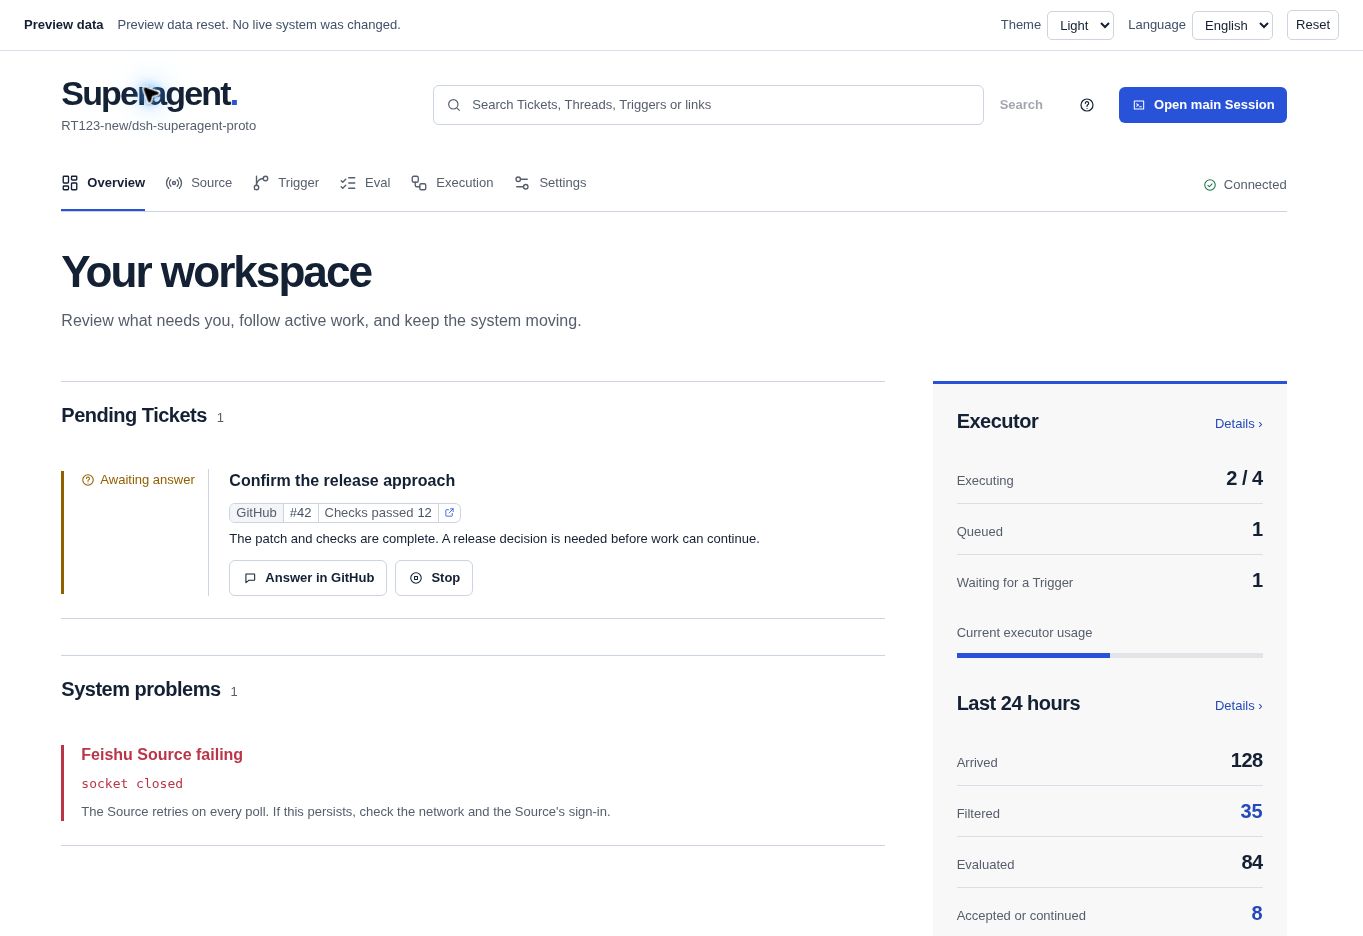 Preview data Preview data reset. No live system was changed. Theme Light Language English Reset
Superagent.
RT123-new/dsh-superagent-proto
Search Tickets, Threads, Triggers or links Search Open main Session
Overview Source Trigger Eval Execution Settings Connected
Your workspace
Review what needs you, follow active work, and keep the system moving.
Pending Tickets 1
Awaiting answer
Confirm the release approach
GitHub #42 Checks passed 12
The patch and checks are complete. A release decision is needed before work can continue.
Answer in GitHub Stop
System problems 1
Feishu Source failing
socket closed
The Source retries on every poll. If this persists, check the network and the Source's sign-in.
Executor Details ›
Executing 2 / 4
Queued 1
Waiting for a Trigger 1
Current executor usage
Last 24 hours Details ›
Arrived 128
Filtered 35
Evaluated 84
Accepted or continued 8